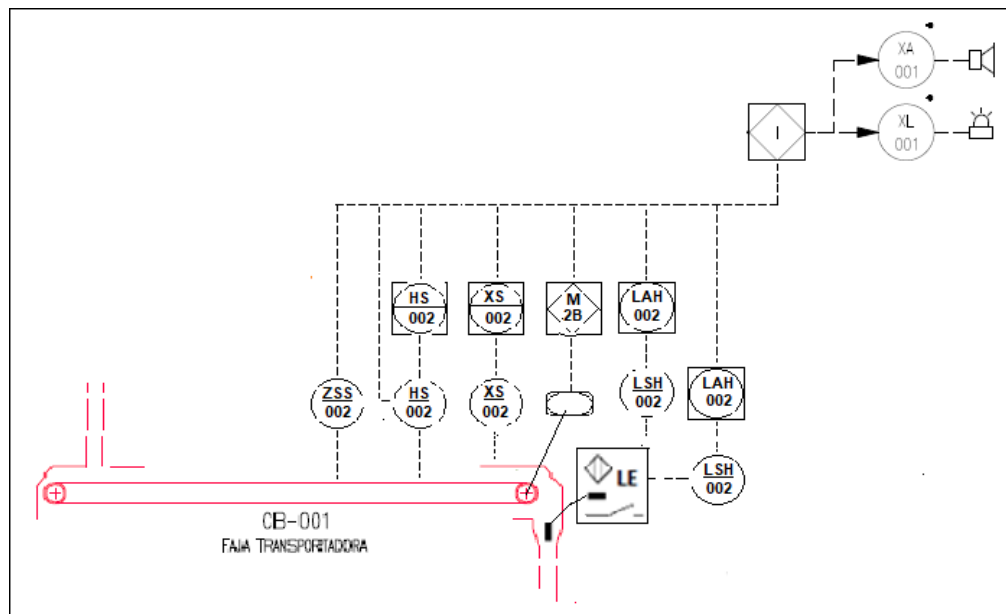 XA
001
I
XL
001
HS
002
XS
002
M
2B
LAH
002
ZSS
002
HS
002
XS
002
LSH
002
LAH
002
LE
LSH
002
CB-001
FAJA TRANSPORTADORA